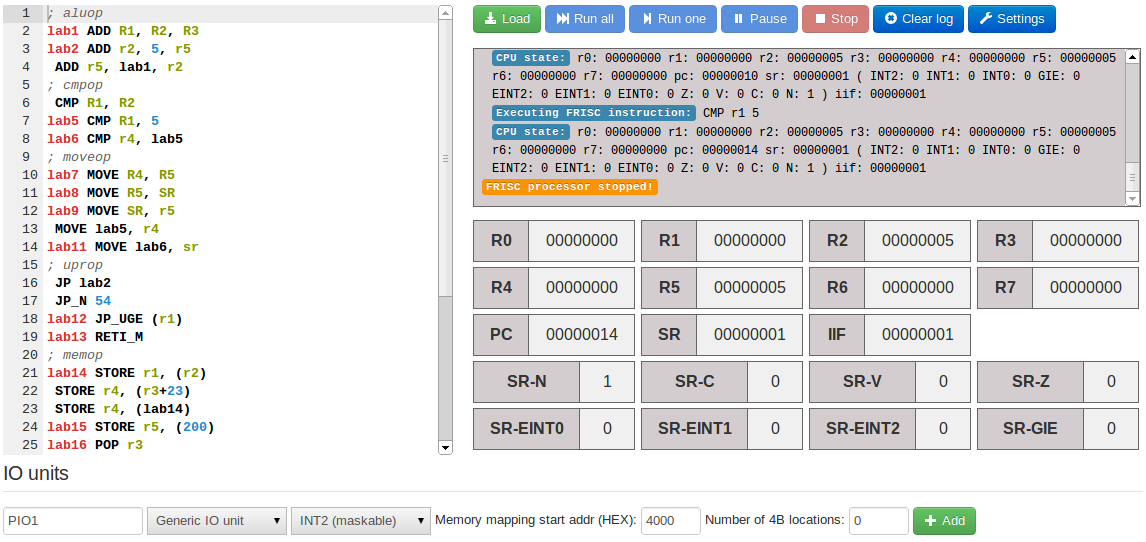 1 ; aluop
2 lab1 ADD R1, R2, R3
3 lab2 ADD r2, 5, r5
4 ADD r5, lab1, r2
5 ; cmpop
6 CMP R1, R2
7 lab5 CMP R1, 5
8 lab6 CMP r4, lab5
9 ; moveop
10 lab7 MOVE R4, R5
11 lab8 MOVE R5, SR
12 lab9 MOVE SR, r5
13 MOVE lab5, r4
14 lab11 MOVE lab6, sr
15 ; uprop
16 JP lab2
17 JP_N 54
18 lab12 JP_UGE (r1)
19 lab13 RETI_M
20 ; memop
21 lab14 STORE r1, (r2)
22 STORE r4, (r3+23)
23 STORE r4, (lab14)
24 lab15 STORE r5, (200)
25 lab16 POP r3
Load Run all Run one Pause Stop Clear log Settings
CPU state: r0: 00000000 r1: 00000000 r2: 00000005 r3: 00000000 r4: 00000000 r5: 00000005
r6: 00000000 r7: 00000000 pc: 00000010 sr: 00000001 ( INT2: 0 INT1: 0 INT0: 0 GIE: 0
EINT2: 0 EINT1: 0 EINT0: 0 Z: 0 V: 0 C: 0 N: 1 ) iif: 00000001
Executing FRISC instruction: CMP r1 5
CPU state: r0: 00000000 r1: 00000000 r2: 00000005 r3: 00000000 r4: 00000000 r5: 00000005
r6: 00000000 r7: 00000000 pc: 00000014 sr: 00000001 ( INT2: 0 INT1: 0 INT0: 0 GIE: 0
EINT2: 0 EINT1: 0 EINT0: 0 Z: 0 V: 0 C: 0 N: 1 ) iif: 00000001
FRISC processor stopped!
R0 00000000 R1 00000000 R2 00000005 R3 00000000
R4 00000000 R5 00000005 R6 00000000 R7 00000000
PC 00000014 SR 00000001 IIF 00000001
SR-N 1 SR-C 0 SR-V 0 SR-Z 0
SR-EINT0 0 SR-EINT1 0 SR-EINT2 0 SR-GIE 0
IO units
PIO1 Generic IO unit INT2 (maskable) Memory mapping start addr (HEX): 4000 Number of 4B locations: 0 Add